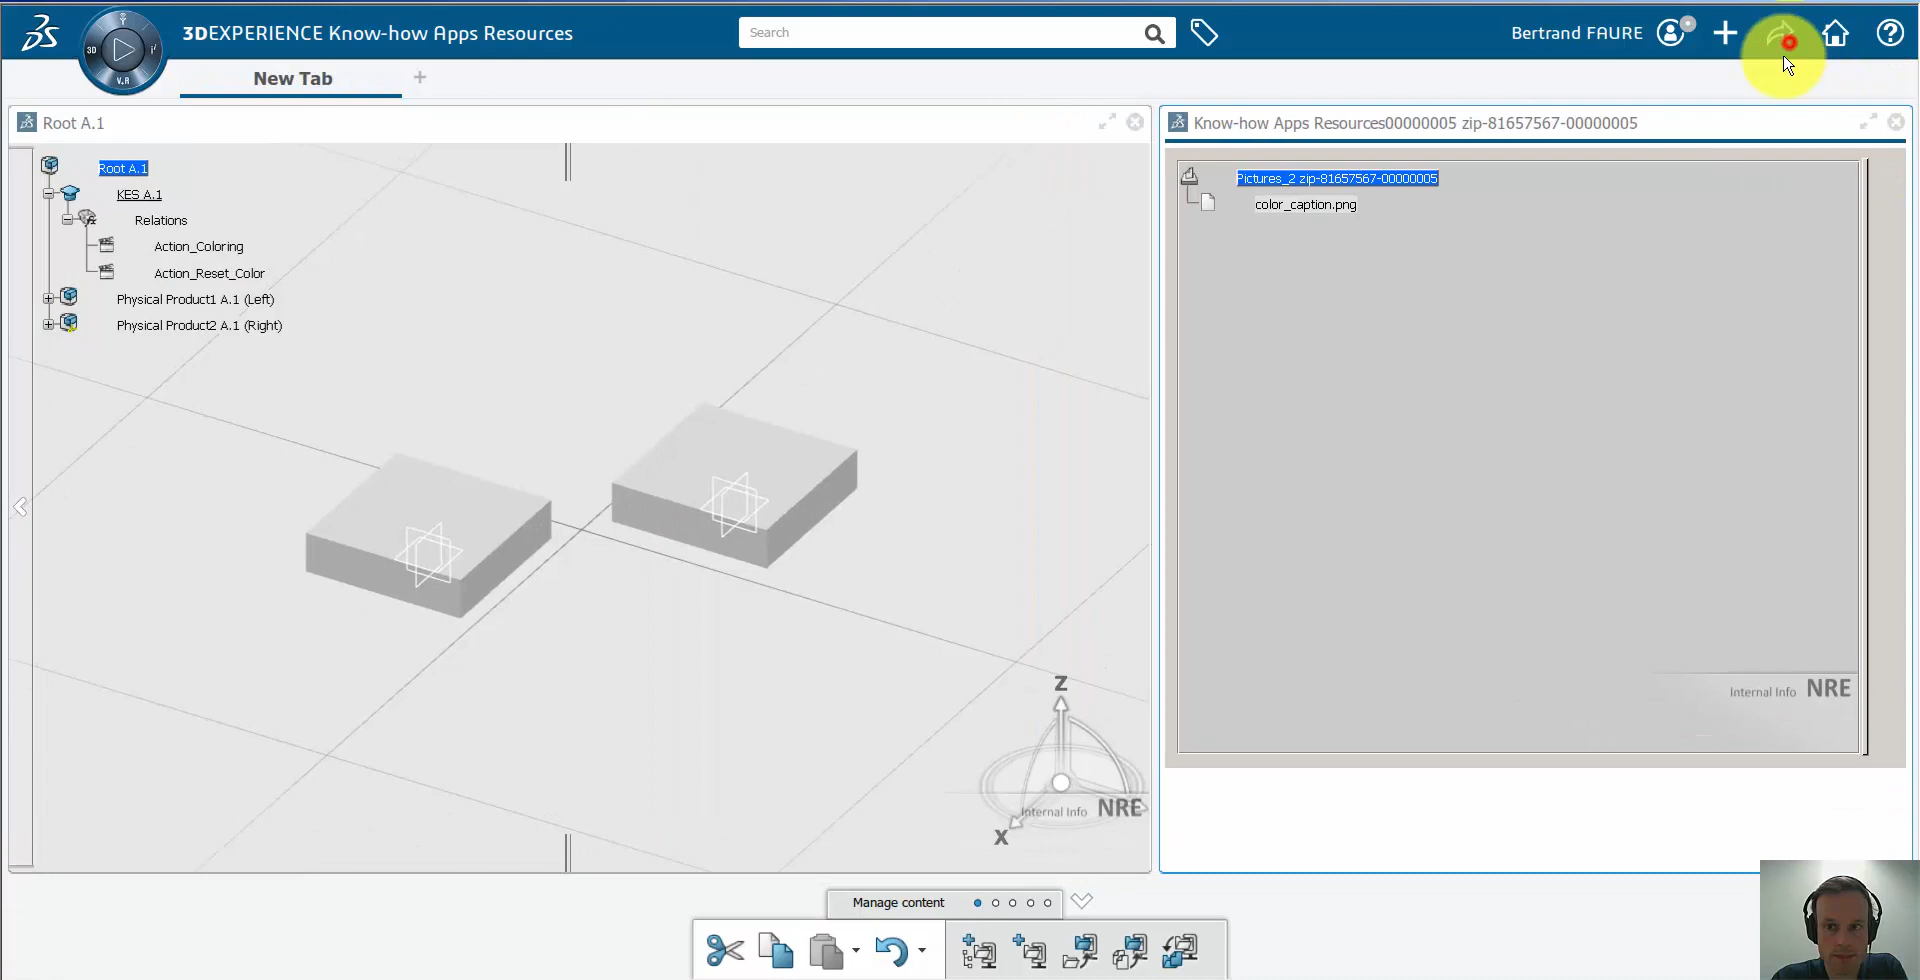 3DEXPERIENCE Know-how Apps Resources
Search
Bertrand FAURE
3D
V.R
New Tab
Root A.1
Know-how Apps Resources00000005 zip-81657567-00000005
Root A.1
KES A.1
Relations
Action_Coloring
Action_Reset_Color
Physical Product1 A.1 (Left)
Physical Product2 A.1 (Right)
Pictures_2 zip-81657567-00000005
color_caption.png
Z
X
Internal Info NRE
Internal Info NRE
Manage content